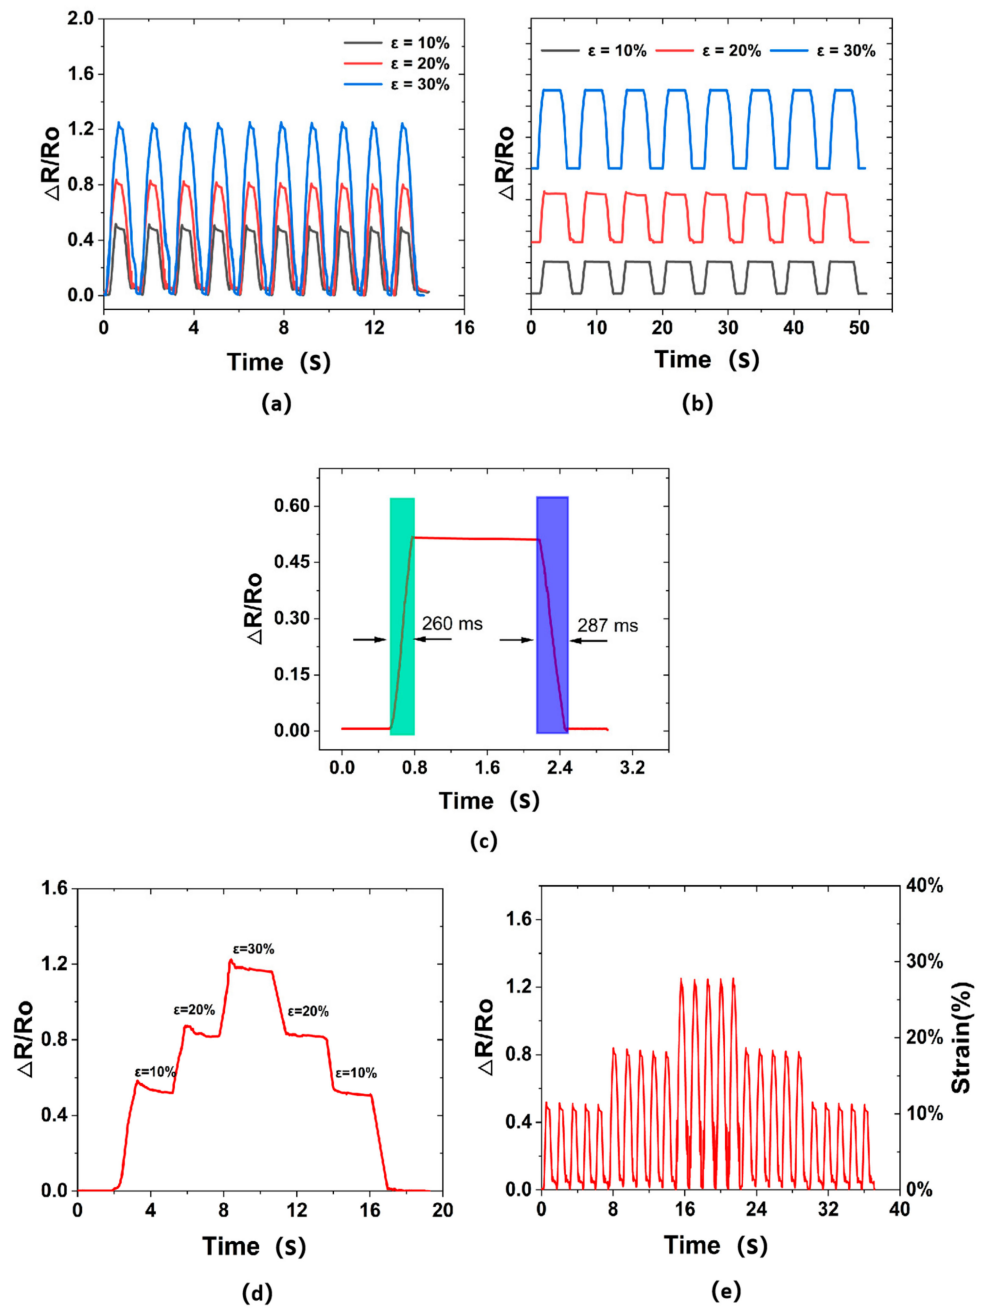 2.0
1.6
1.2
0.8
0.4
0.0
ε = 10%
ε = 20%
ε = 30%
△R/Ro
0 4 8 12 16
Time (S)
(a)
ε = 10% ε = 20% ε = 30%
△R/Ro
0 10 20 30 40 50
Time (S)
(b)
0.60
0.45
0.30
0.15
0.00
△R/Ro
260 ms
287 ms
0.0 0.8 1.6 2.4 3.2
Time (S)
(c)
1.6
1.2
0.8
0.4
0.0
△R/Ro
ε=30%
ε=20%
ε=20%
ε=10%
ε=10%
0 4 8 12 16 20
Time (S)
(d)
1.6
1.2
0.8
0.4
0.0
△R/Ro
40%
30%
20%
10%
0%
Strain(%)
0 8 16 24 32 40
Time (S)
(e)